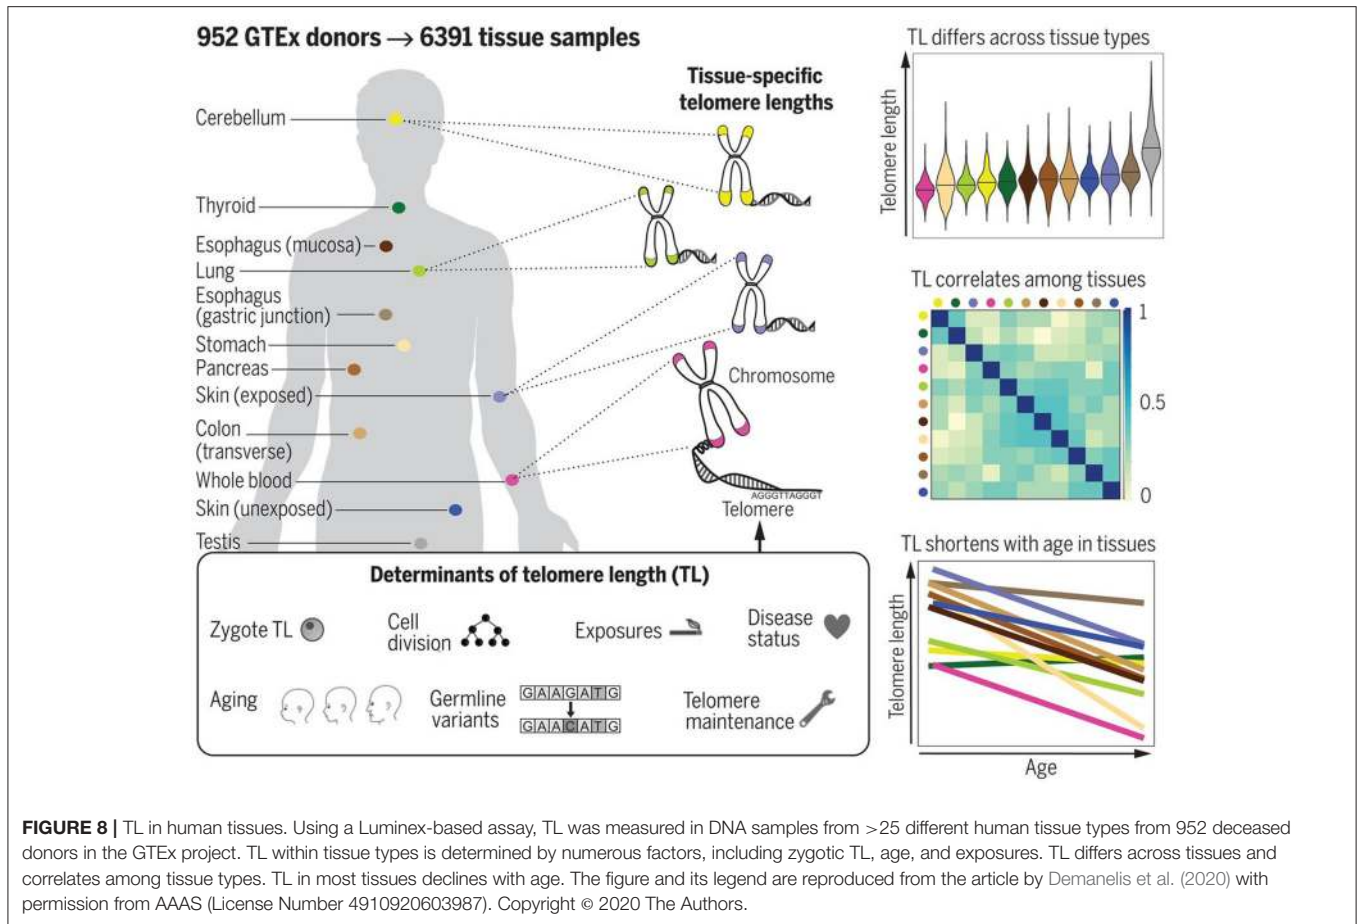 952 GTEx donors → 6391 tissue samples
Tissue-specific
telomere lengths
Cerebellum
Thyroid
Esophagus (mucosa)
Lung
Esophagus
(gastric junction)
Stomach
Pancreas
Skin (exposed)
Colon
(transverse)
Whole blood
Skin (unexposed)
Testis
Chromosome
AGGGTTAGGGT
Telomere
TL differs across tissue types
Telomere length
TL correlates among tissues
1
0.5
0
TL shortens with age in tissues
Telomere length
Age
Determinants of telomere length (TL)
Zygote TL
Cell
division
Exposures
Disease
status
Aging
Germline
variants
GAAGATG
GAACATG
Telomere
maintenance
FIGURE 8 | TL in human tissues. Using a Luminex-based assay, TL was measured in DNA samples from >25 different human tissue types from 952 deceased
donors in the GTEx project. TL within tissue types is determined by numerous factors, including zygotic TL, age, and exposures. TL differs across tissues and
correlates among tissue types. TL in most tissues declines with age. The figure and its legend are reproduced from the article by Demanelis et al. (2020) with
permission from AAAS (License Number 4910920603987). Copyright © 2020 The Authors.